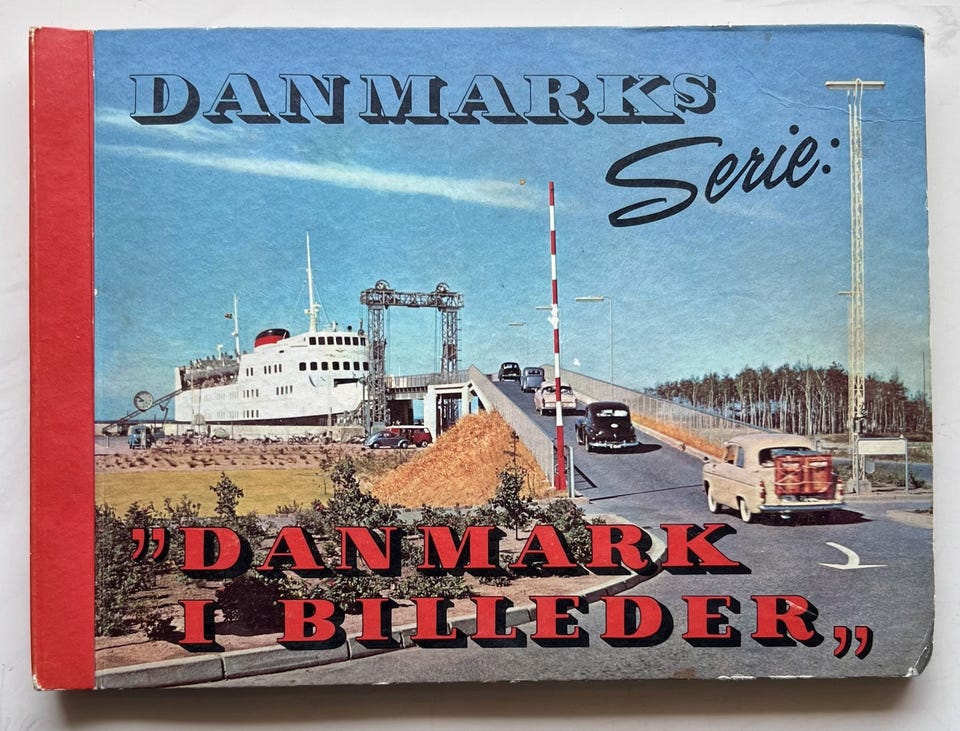 DANMARKS
Serie:
„DANMARK
I BILLEDER„